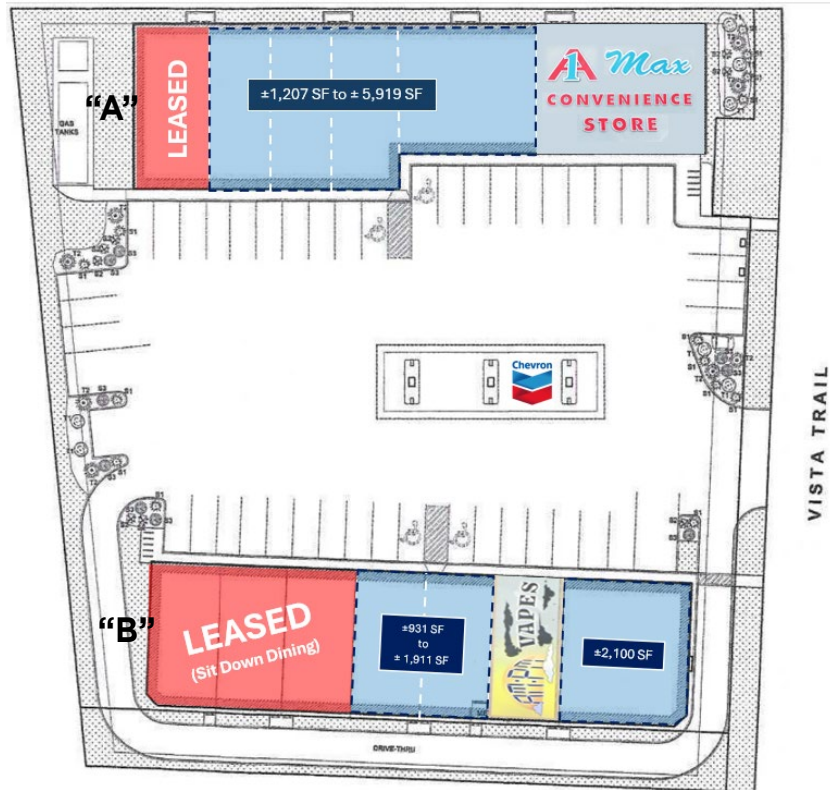 "A"
GAS
TANKS
LEASED
±1,207 SF to ± 5,919 SF
A1 Max
CONVENIENCE
STORE
Chevron
VISTA TRAIL
"B"
LEASED
(Sit Down Dining)
±931 SF
to
± 1,911 SF
VAPES
±2,100 SF
DRIVE-THRU